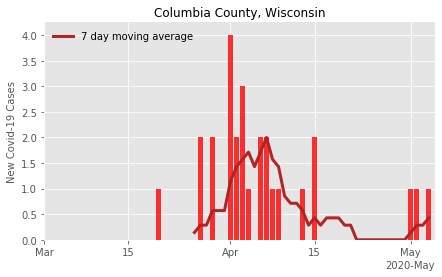 Columbia County, Wisconsin
7 day moving average
New Covid-19 Cases
4.0
3.5
3.0
2.5
2.0
1.5
1.0
0.5
0.0
Mar 15 Apr 15 May
2020-May